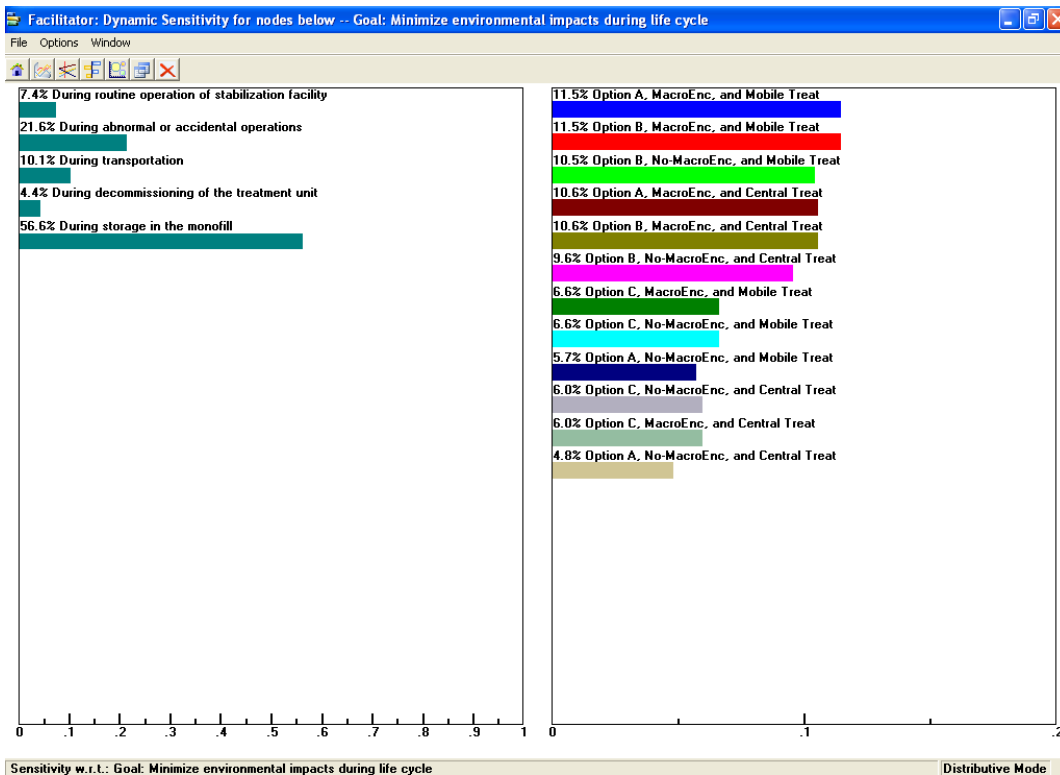 Facilitator: Dynamic Sensitivity for nodes below -- Goal: Minimize environmental impacts during life cycle
File Options Window
7.4% During routine operation of stabilization facility
21.6% During abnormal or accidental operations
10.1% During transportation
4.4% During decommissioning of the treatment unit
56.6% During storage in the monofill
0 .1 .2 .3 .4 .5 .6 .7 .8 .9 1
11.5% Option A, MacroEnc, and Mobile Treat
11.5% Option B, MacroEnc, and Mobile Treat
10.5% Option B, No-MacroEnc, and Mobile Treat
10.6% Option A, MacroEnc, and Central Treat
10.6% Option B, MacroEnc, and Central Treat
9.6% Option B, No-MacroEnc, and Central Treat
6.6% Option C, MacroEnc, and Mobile Treat
6.6% Option C, No-MacroEnc, and Mobile Treat
5.7% Option A, No-MacroEnc, and Mobile Treat
6.0% Option C, No-MacroEnc, and Central Treat
6.0% Option C, MacroEnc, and Central Treat
4.8% Option A, No-MacroEnc, and Central Treat
0 .1 .2
Sensitivity w.r.t.: Goal: Minimize environmental impacts during life cycle
Distributive Mode